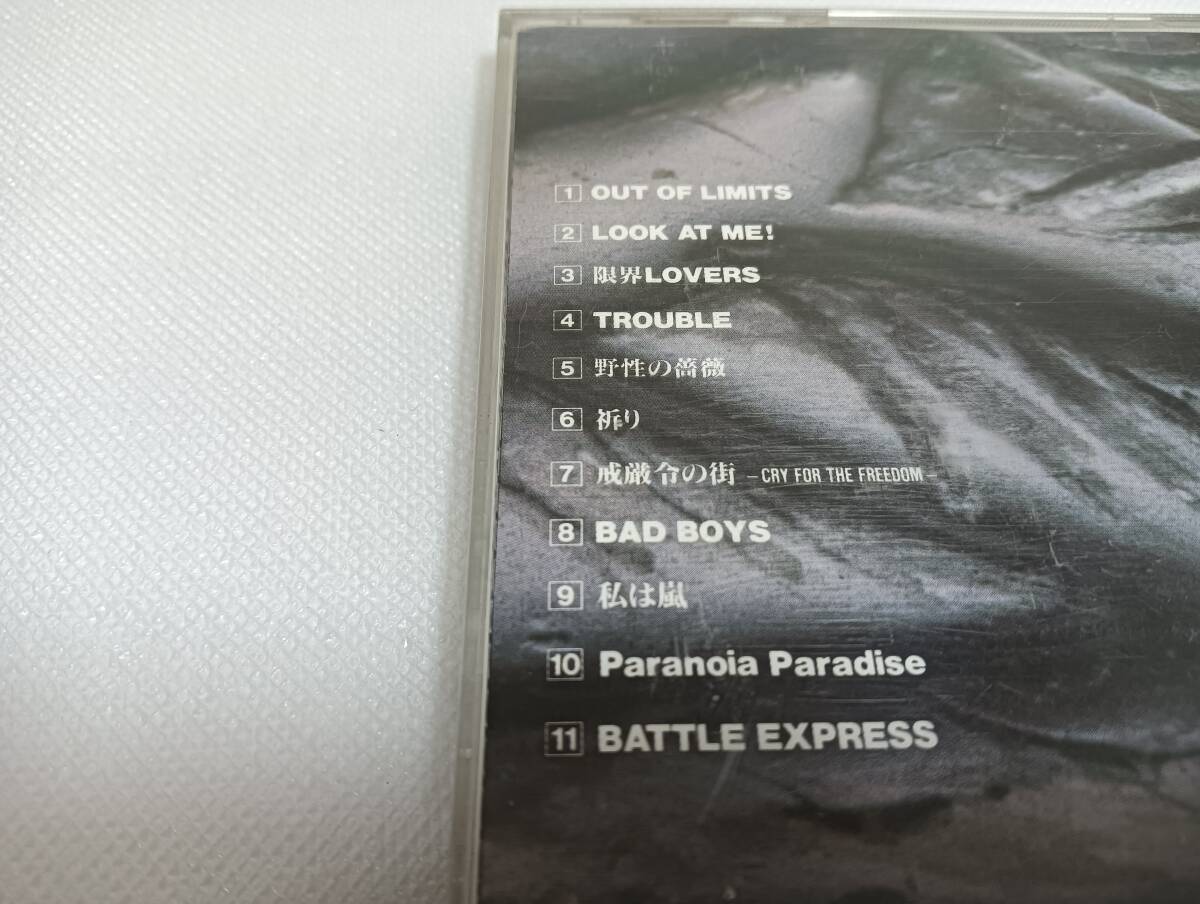 1 OUT OF LIMITS
2 LOOK AT ME!
3 限界LOVERS
4 TROUBLE
5 野性の薔薇
6 祈り
7 戒厳令の街 –CRY FOR THE FREEDOM–
8 BAD BOYS
9 私は嵐
10 Paranoia Paradise
11 BATTLE EXPRESS